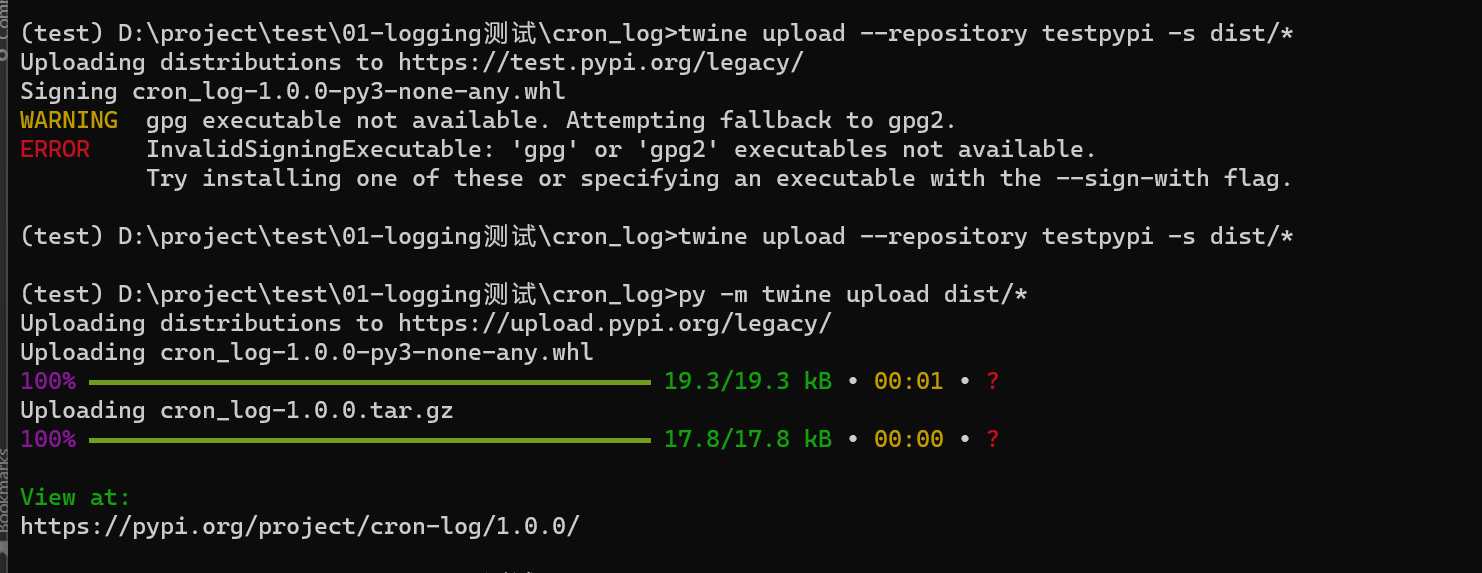 (test) D:\project\test\01-logging测试\cron_log>twine upload --repository testpypi -s dist/*
Uploading distributions to https://test.pypi.org/legacy/
Signing cron_log-1.0.0-py3-none-any.whl
WARNING  gpg executable not available. Attempting fallback to gpg2.
ERROR    InvalidSigningExecutable: 'gpg' or 'gpg2' executables not available.
         Try installing one of these or specifying an executable with the --sign-with flag.
(test) D:\project\test\01-logging测试\cron_log>twine upload --repository testpypi -s dist/*
(test) D:\project\test\01-logging测试\cron_log>py -m twine upload dist/*
Uploading distributions to https://upload.pypi.org/legacy/
Uploading cron_log-1.0.0-py3-none-any.whl
100% 19.3/19.3 kB • 00:01 • ?
Uploading cron_log-1.0.0.tar.gz
100% 17.8/17.8 kB • 00:00 • ?
View at:
https://pypi.org/project/cron-log/1.0.0/
Bookmarks